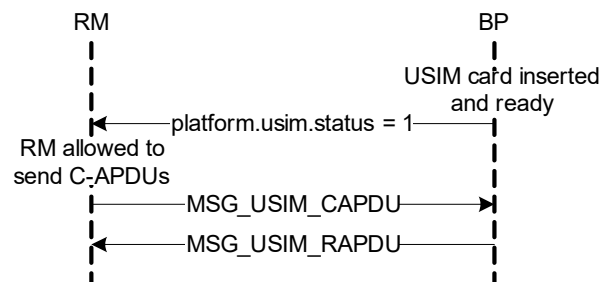 RM
BP
USIM card inserted
and ready
platform.usim.status = 1
RM allowed to
send C-APDUs
MSG_USIM_CAPDU
MSG_USIM_RAPDU